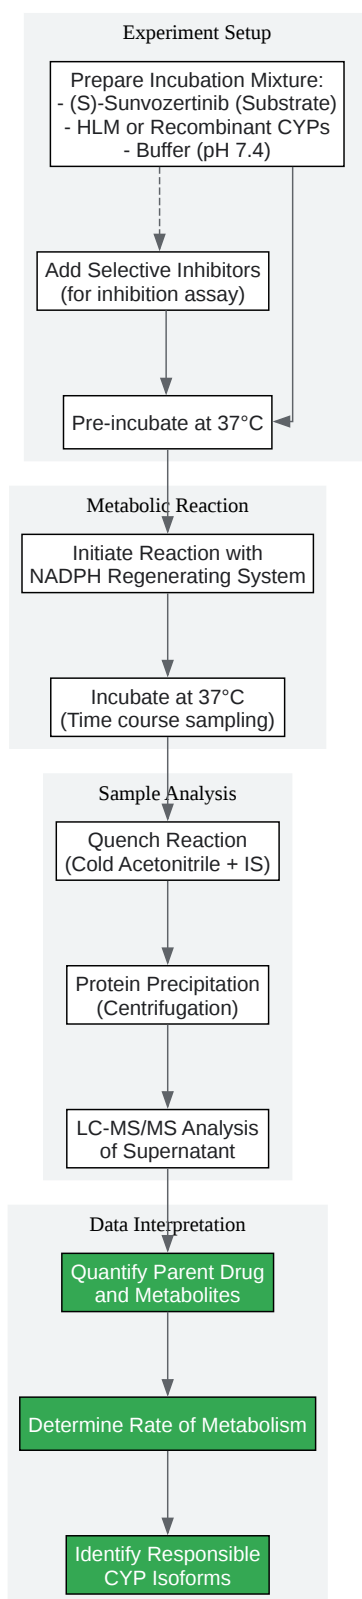 Experiment Setup
Prepare Incubation Mixture:
- (S)-Sunvozertinib (Substrate)
- HLM or Recombinant CYPs
- Buffer (pH 7.4)
Add Selective Inhibitors
(for inhibition assay)
Pre-incubate at 37°C
Metabolic Reaction
Initiate Reaction with
NADPH Regenerating System
Incubate at 37°C
(Time course sampling)
Sample Analysis
Quench Reaction
(Cold Acetonitrile + IS)
Protein Precipitation
(Centrifugation)
LC-MS/MS Analysis
of Supernatant
Data Interpretation
Quantify Parent Drug
and Metabolites
Determine Rate of Metabolism
Identify Responsible
CYP Isoforms